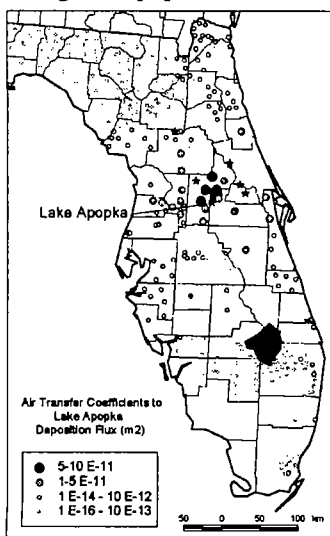 Lake Apopka
Air Transfer Coefficients to
Lake Apopka
Deposition Flux (m2)
5-10 E-11
1-5 E-11
1 E-14 - 10 E-12
1 E-16 - 10 E-13
50 0 50 100 km